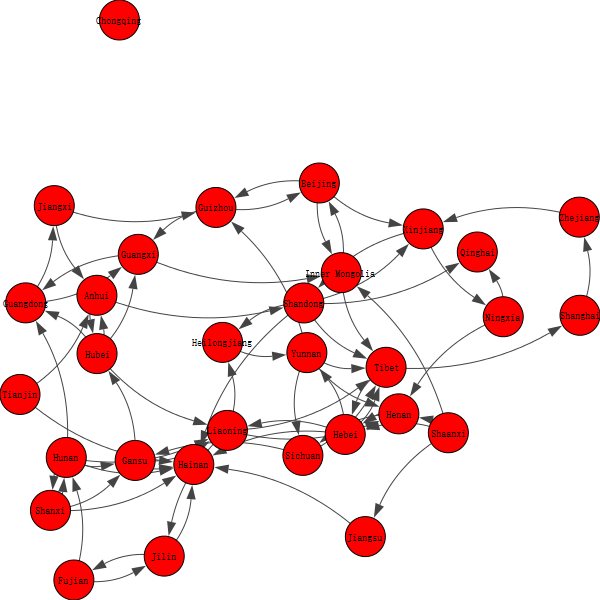 Chongqing
Beijing
Jiangxi
Guizhou
Zhejiang
Xinjiang
Guangxi
Qinghai
Inner Mongolia
Anhui
Guangdong
Shandong
Shanghai
Ningxia
Heilongjiang
Hubei
Yunnan
Tibet
Tianjin
Henan
Liaoning
Hebei
Shaanxi
Hunan
Gansu
Hainan
Sichuan
Shanxi
Jiangsu
Jilin
Fujian